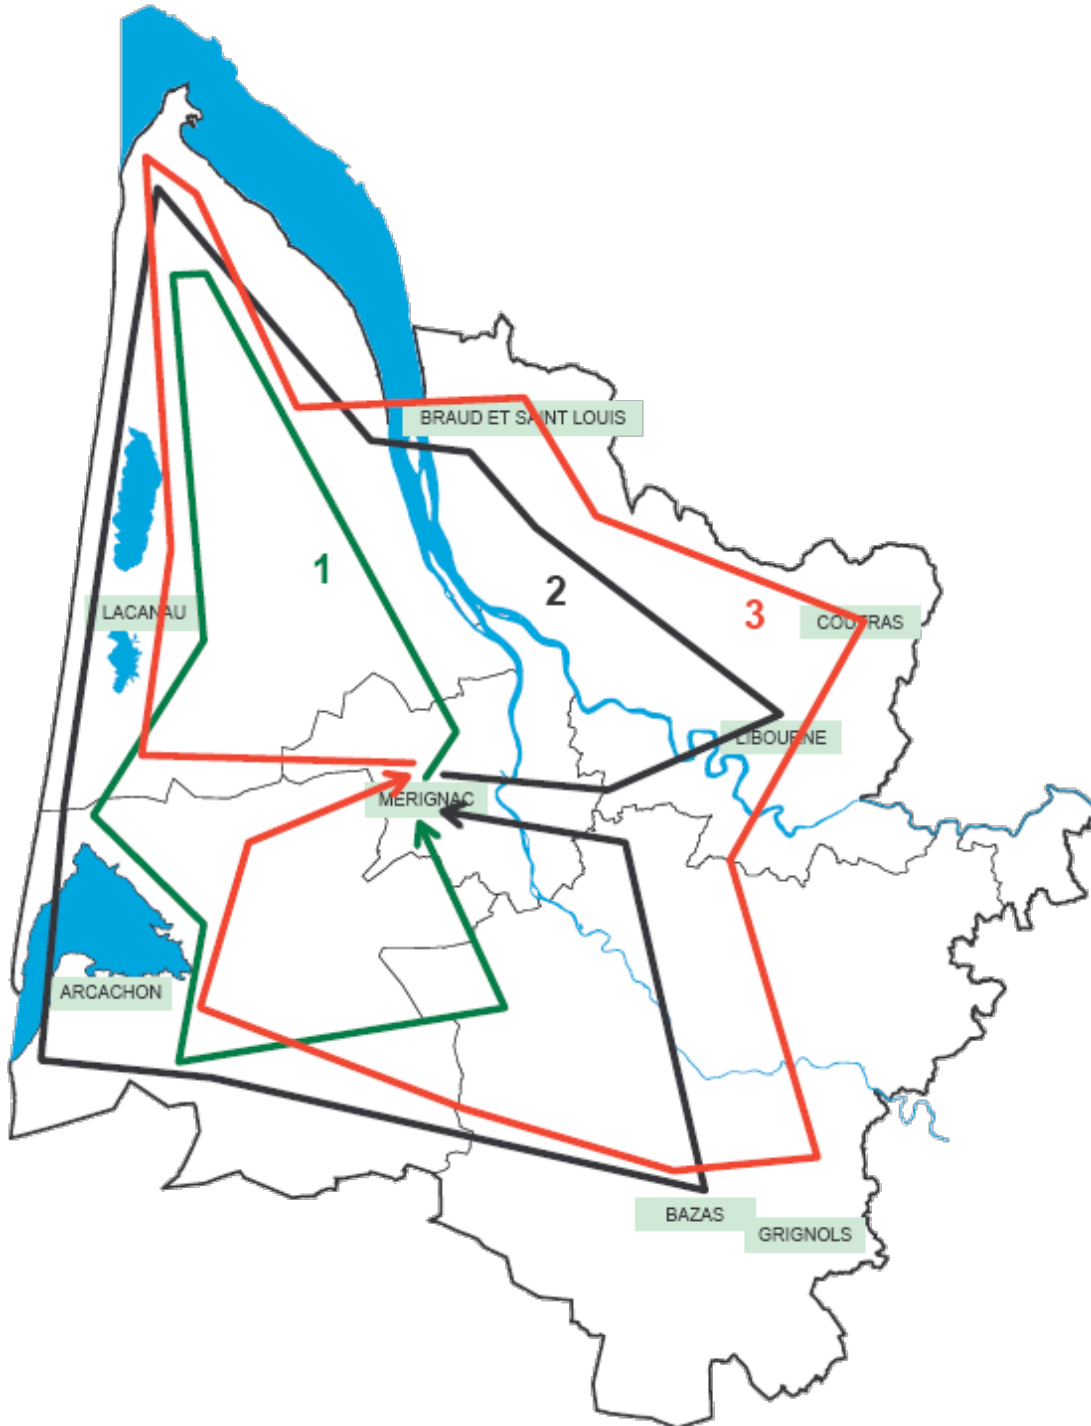 BRAUD ET SAINT LOUIS
1
2
3
LACANAU
COUTRAS
LIBOURNE
MERIGNAC
ARCACHON
BAZAS
GRIGNOLS